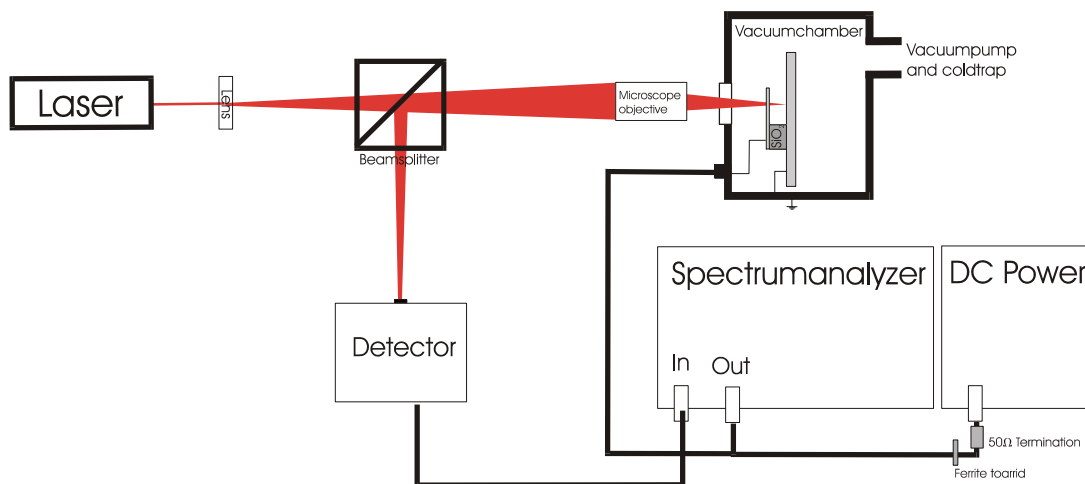 Laser
Lens
Beamsplitter
Microscope
objective
Vacuumchamber
SiO2
Vacuumpump
and coldtrap
Detector
Spectrumanalyzer
In
Out
DC Power
50Ω Termination
Ferrite toarrid